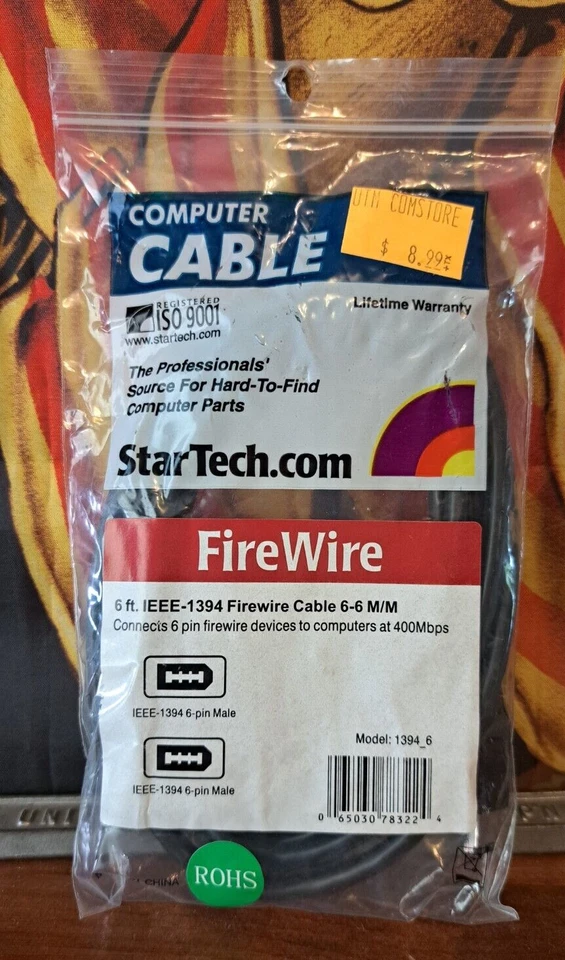 COMPUTER
CABLE
COMSTORE
$ 8.99
REGISTERED
ISO 9001
www.startech.com
Lifetime Warranty
The Professionals'
Source For Hard-To-Find
Computer Parts
StarTech.com
FireWire
6 ft. IEEE-1394 Firewire Cable 6-6 M/M
Connects 6 pin firewire devices to computers at 400Mbps
IEEE-1394 6-pin Male
IEEE-1394 6-pin Male
Model: 1394_6
0 65030 78322 4
CHINA
ROHS